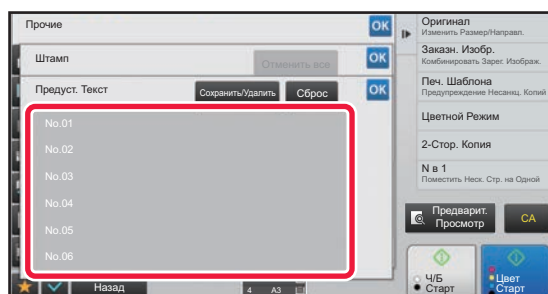 Прочие
OK
Штамп
Отменить все
OK
Предуст. Текст
Сохранить/Удалить
Сброс
OK
No.01
No.02
No.03
No.04
No.05
No.06
Назад
4 A3
Оригинал
Изменить Размер/Направл.
Заказн. Изобр.
Комбинировать Зарег. Изображ.
Печ. Шаблона
Предупреждение Несанкц. Копий
Цветной Режим
2-Стор. Копия
N в 1
Поместить Неск. Стр. на Одной
Предварит.
Просмотр
CA
Ч/Б
Старт
Цвет
Старт